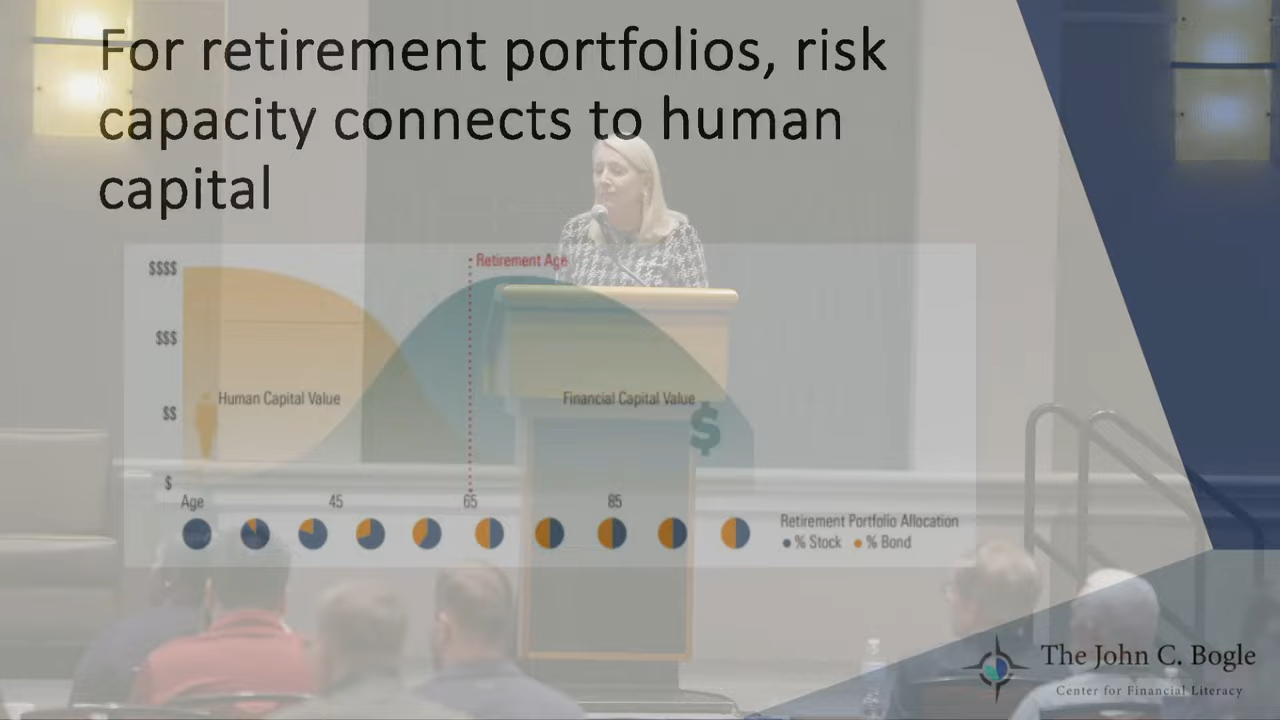 For retirement portfolios, risk
capacity connects to human
capital
$$$$
Retirement Age
$$$
Human Capital Value
Financial Capital Value
$$
$
$
Age 45 65 85
Retirement Portfolio Allocation
% Stock % Bond
The John C. Bogle
Center for Financial Literacy